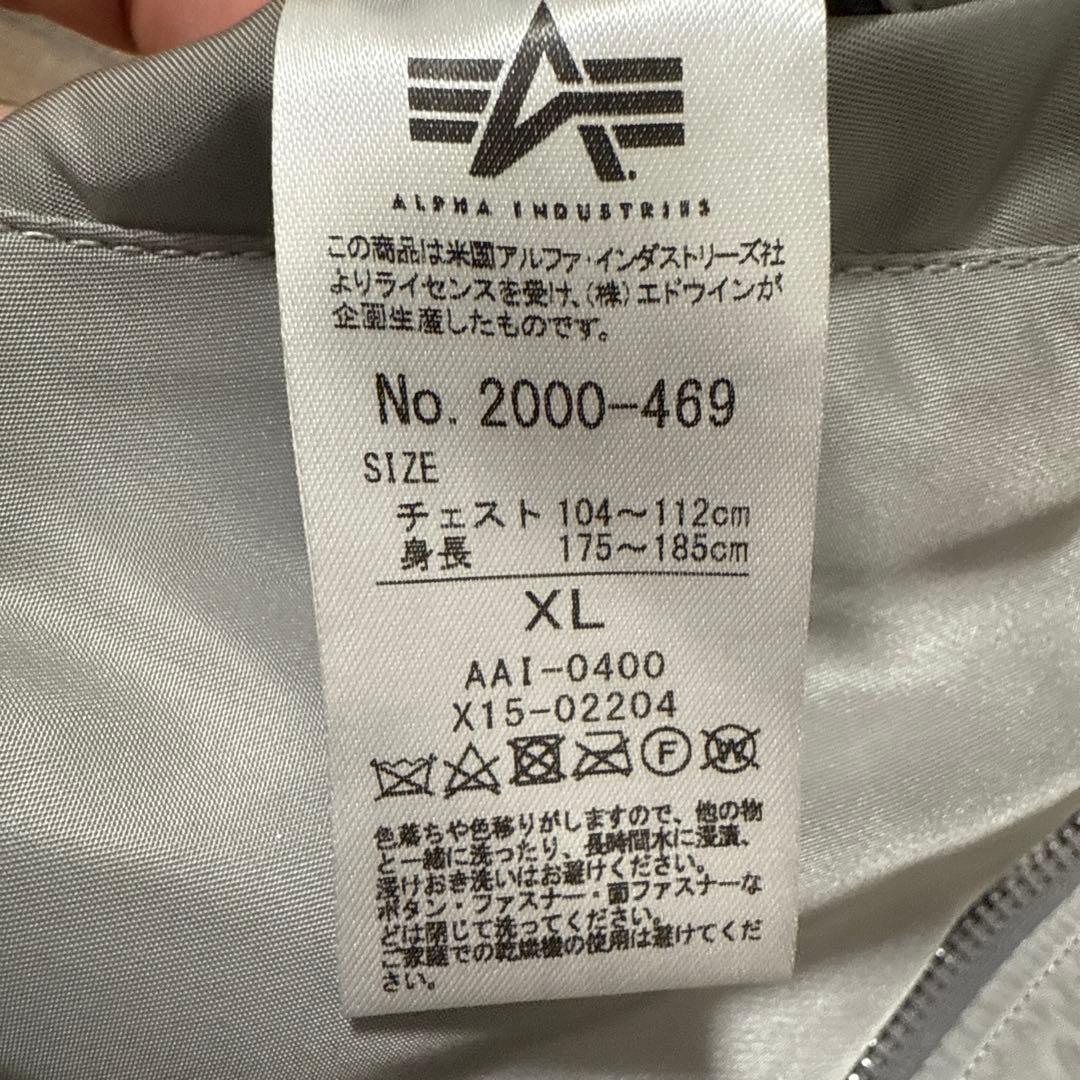 ALPHA INDUSTRIES
この商品は米国アルファ・インダストリーズ社
よりライセンスを受け、(株)エドウインが
企画生産したものです。
No. 2000-469
SIZE
チェスト 104～112cm
身長 175～185cm
XL
AAI-0400
X15-02204
F W
色落ちや色移りがしますので、他の物
と一緒に洗ったり、長時間水に浸漬、
浸けおき洗いはお避けください。
ボタン・ファスナー・面ファスナーな
どは閉じて洗ってください。
ご家庭での乾燥機の使用は避けてくだ
さい。